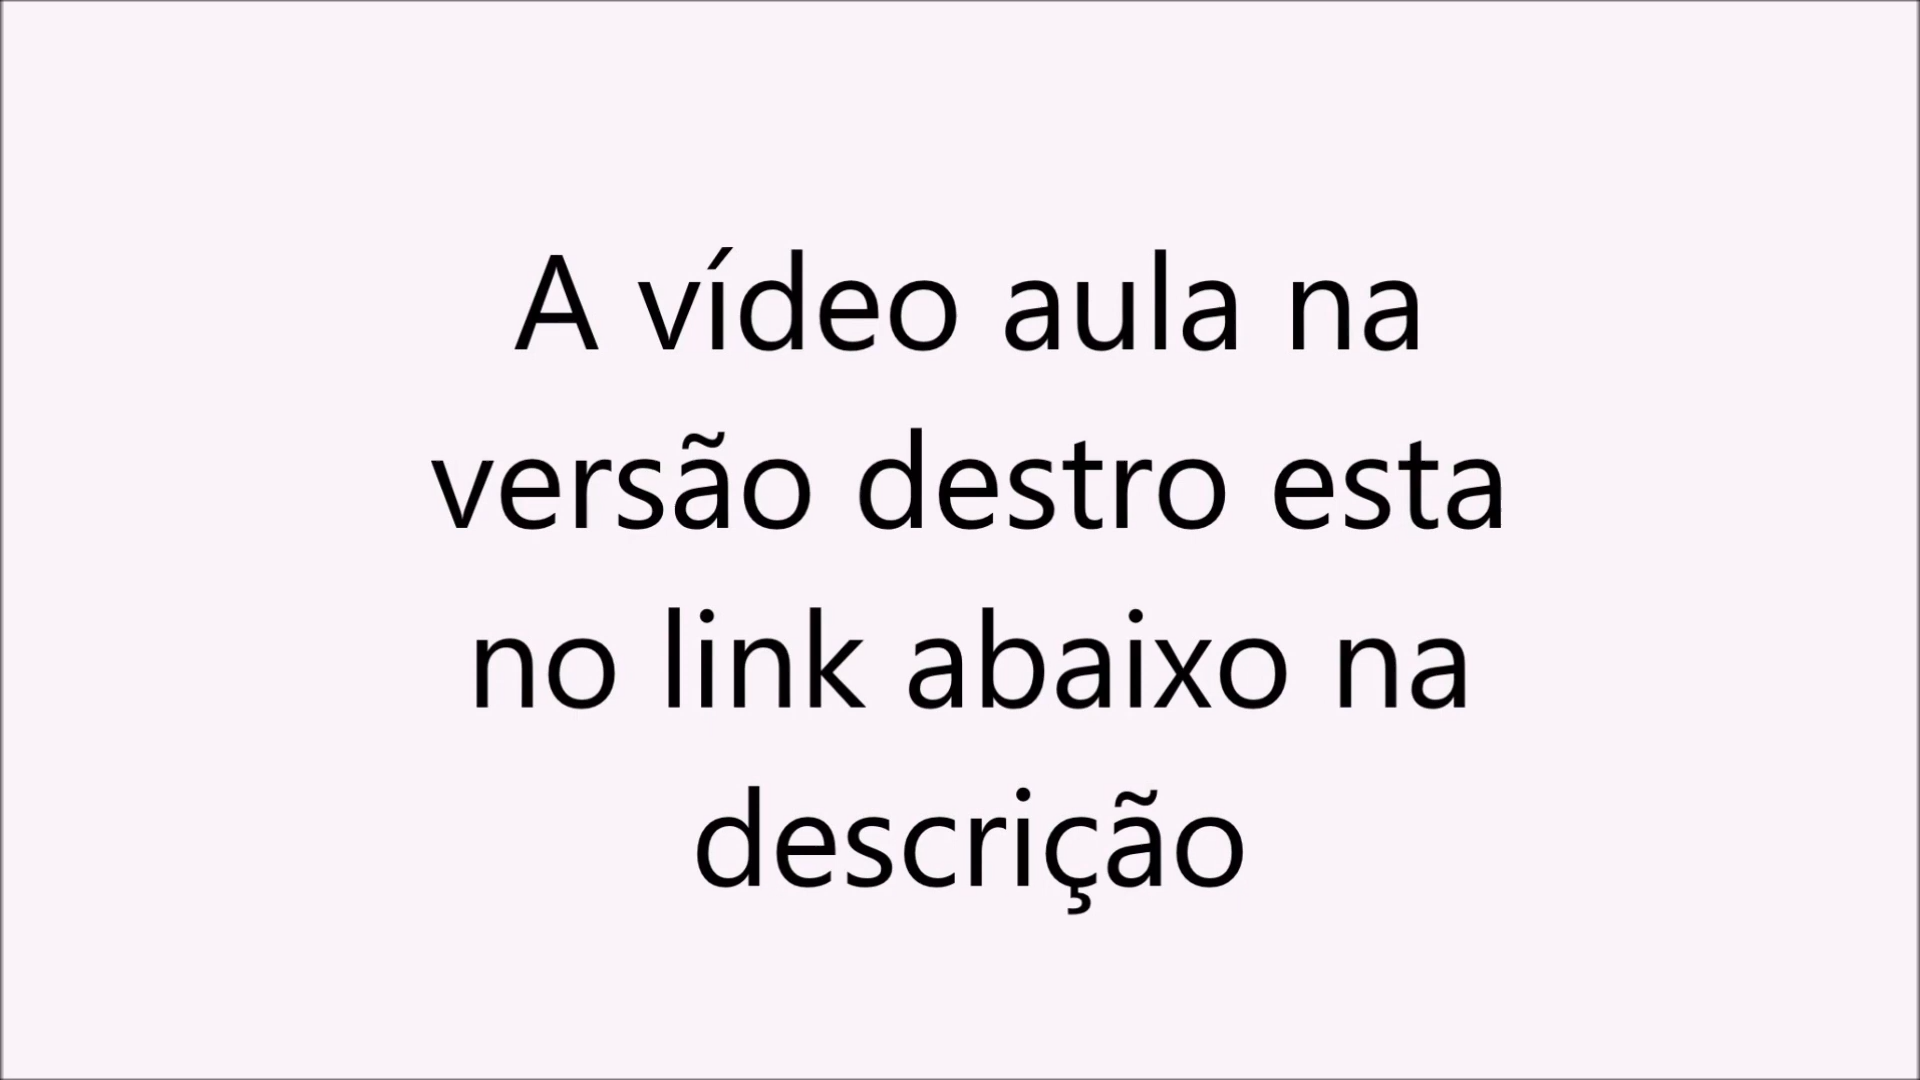 A vídeo aula na
versão destro esta
no link abaixo na
descrição